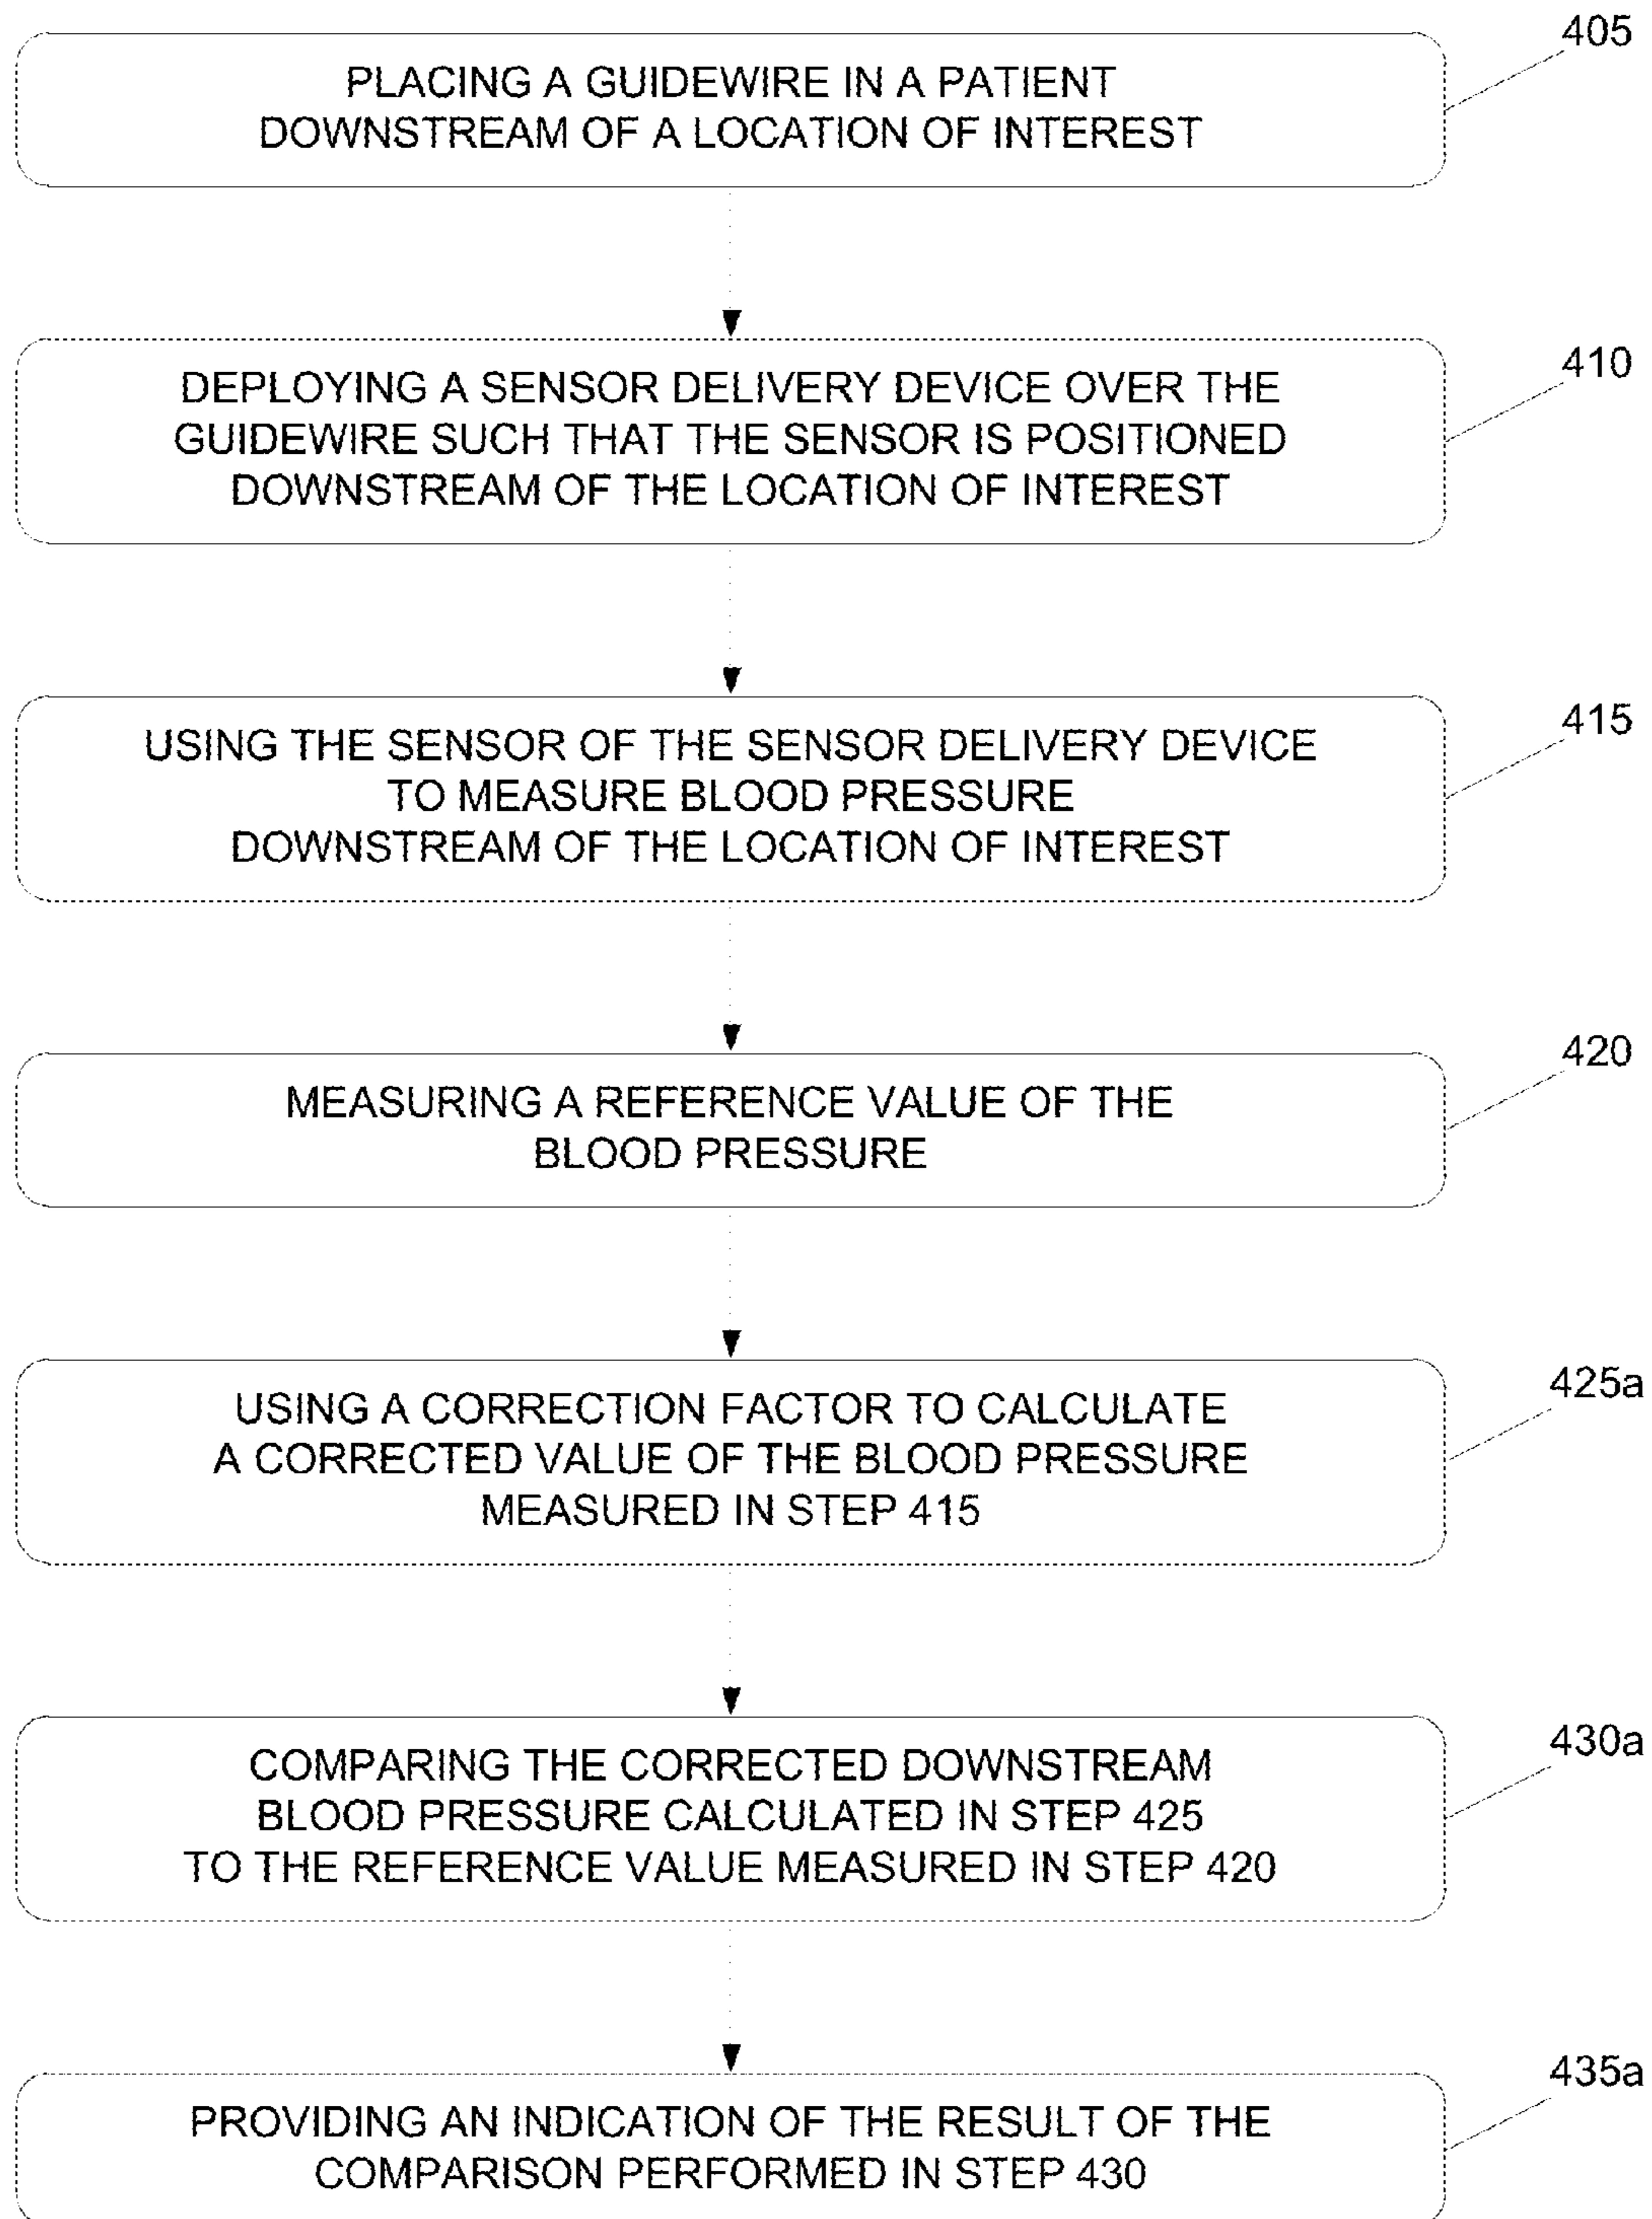 405
PLACING A GUIDEWIRE IN A PATIENT
DOWNSTREAM OF A LOCATION OF INTEREST
410
DEPLOYING A SENSOR DELIVERY DEVICE OVER THE
GUIDEWIRE SUCH THAT THE SENSOR IS POSITIONED
DOWNSTREAM OF THE LOCATION OF INTEREST
415
USING THE SENSOR OF THE SENSOR DELIVERY DEVICE
TO MEASURE BLOOD PRESSURE
DOWNSTREAM OF THE LOCATION OF INTEREST
420
MEASURING A REFERENCE VALUE OF THE
BLOOD PRESSURE
425a
USING A CORRECTION FACTOR TO CALCULATE
A CORRECTED VALUE OF THE BLOOD PRESSURE
MEASURED IN STEP 415
430a
COMPARING THE CORRECTED DOWNSTREAM
BLOOD PRESSURE CALCULATED IN STEP 425
TO THE REFERENCE VALUE MEASURED IN STEP 420
435a
PROVIDING AN INDICATION OF THE RESULT OF THE
COMPARISON PERFORMED IN STEP 430